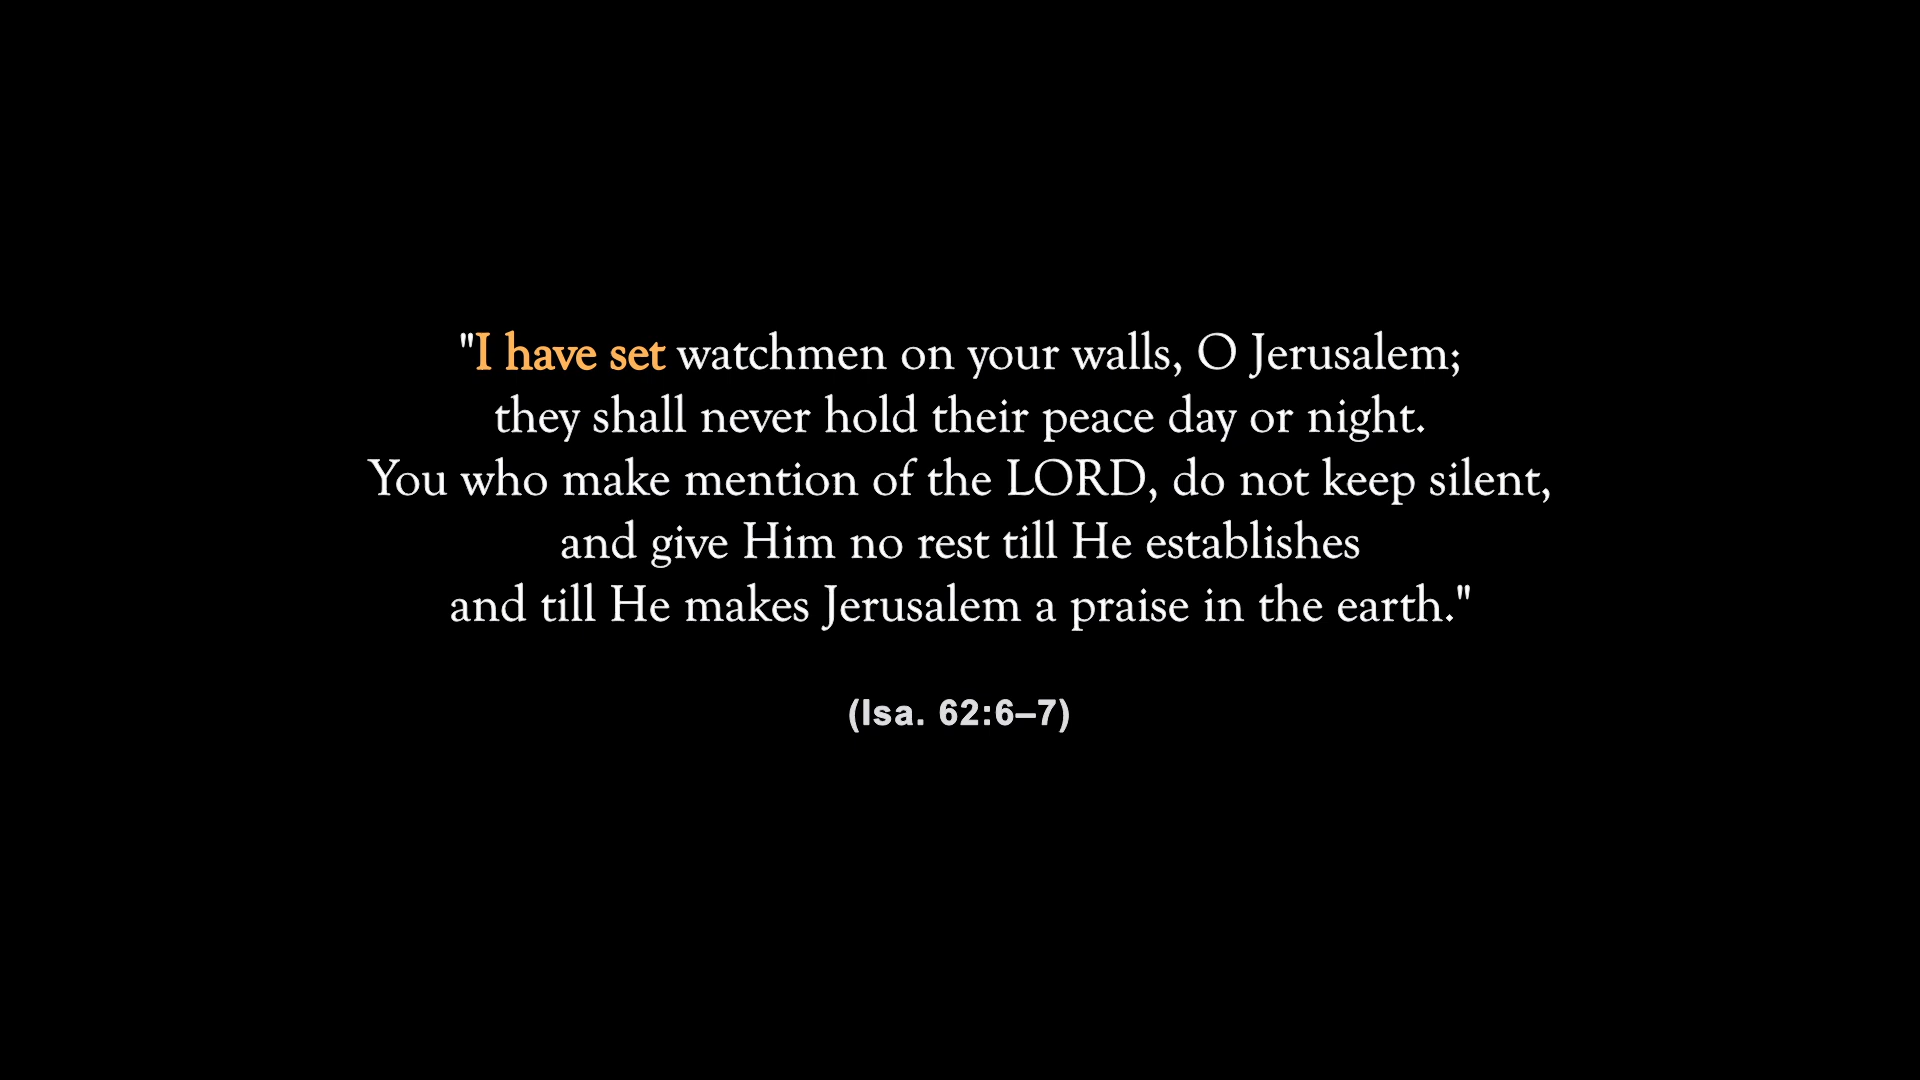 "I have set watchmen on your walls, O Jerusalem;
they shall never hold their peace day or night.
You who make mention of the LORD, do not keep silent,
and give Him no rest till He establishes
and till He makes Jerusalem a praise in the earth."
(Isa. 62:6–7)